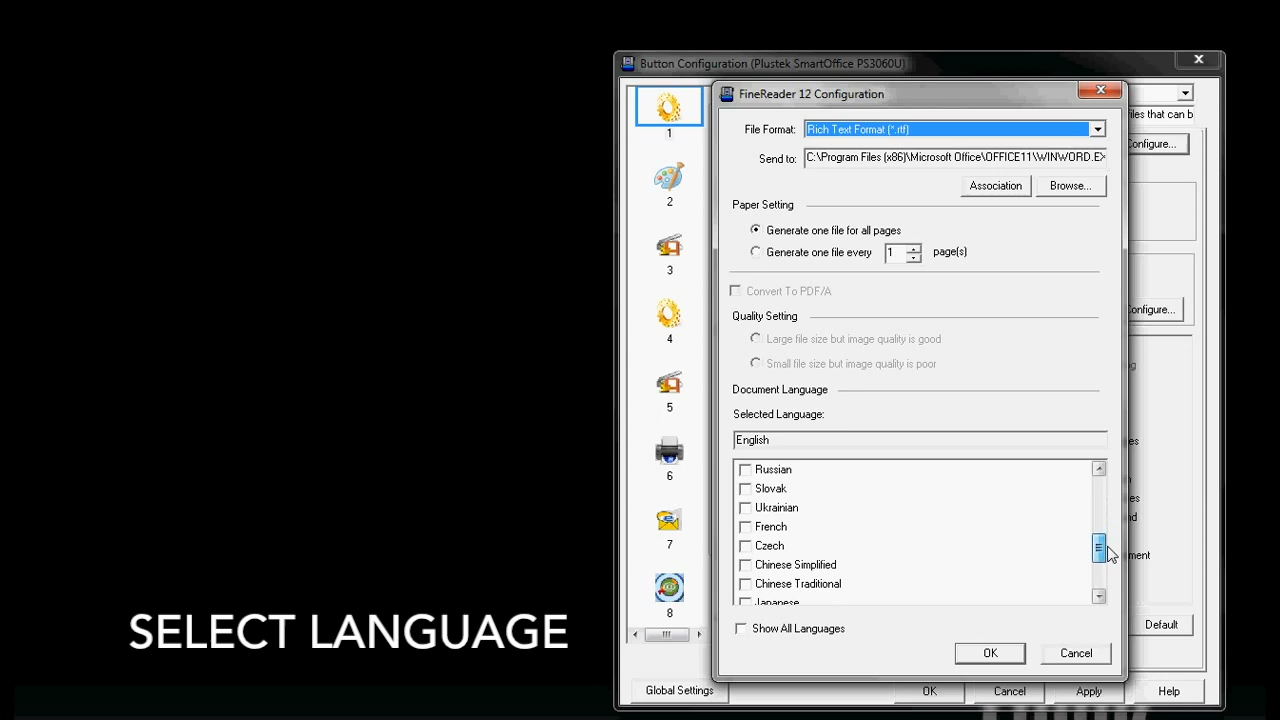 Button Configuration (Plustek SmartOffice PS3060U)
FineReader 12 Configuration
1
2
3
4
5
6
7
8
File Format:
Rich Text Format (*.rtf)
Send to:
C:\Program Files (x86)\Microsoft Office\OFFICE11\WINWORD.EX
Association
Browse...
Paper Setting
Generate one file for all pages
Generate one file every 1 page(s)
Convert To PDF/A
Quality Setting
Large file size but image quality is good
Small file size but image quality is poor
Document Language
Selected Language:
English
Russian
Slovak
Ukrainian
French
Czech
Chinese Simplified
Chinese Traditional
Japanese
Show All Languages
OK
Cancel
iles that can b
onfigure...
onfigure...
Default
Global Settings
OK
Cancel
Apply
Help
SELECT LANGUAGE